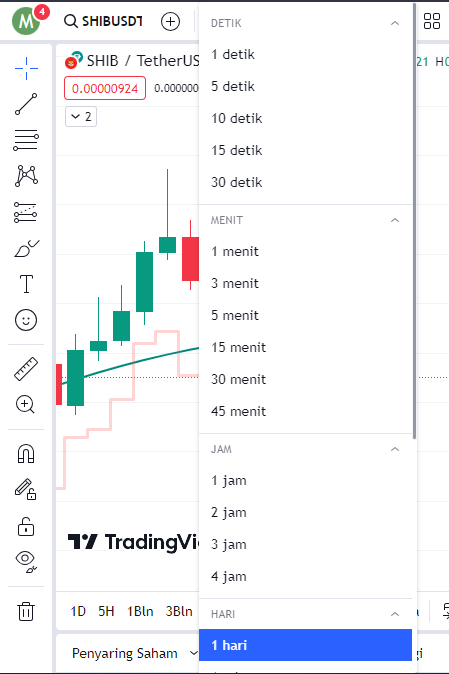 M
4
SHIBUSDT
DETIK
SHIB / TetherUS
21 H0
1 detik
0.00000924
0.000000
5 detik
2
10 detik
15 detik
30 detik
MENIT
1 menit
3 menit
5 menit
15 menit
30 menit
45 menit
JAM
1 jam
2 jam
3 jam
TradingVi
4 jam
1D 5H 1Bln 3Bln
HARI
Penyaring Saham
1 hari